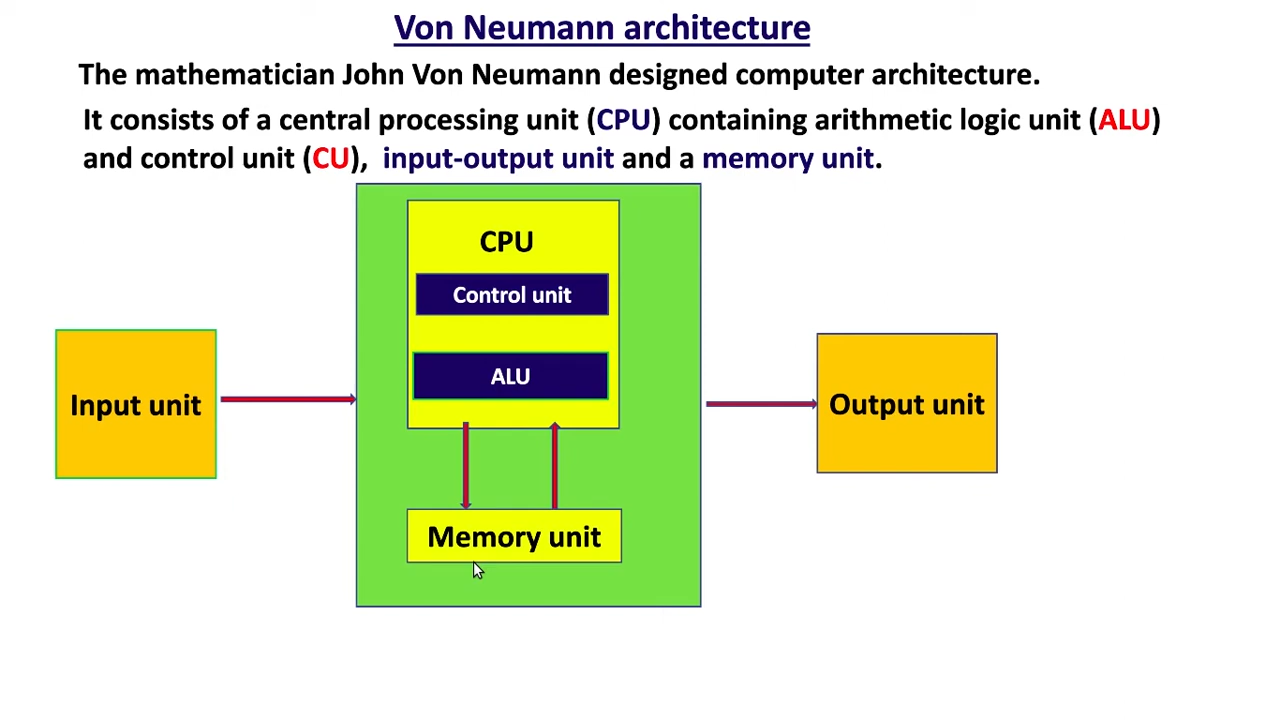 Von Neumann architecture
The mathematician John Von Neumann designed computer architecture.
It consists of a central processing unit (CPU) containing arithmetic logic unit (ALU)
and control unit (CU), input-output unit and a memory unit.
CPU
Control unit
ALU
Input unit
Output unit
Memory unit